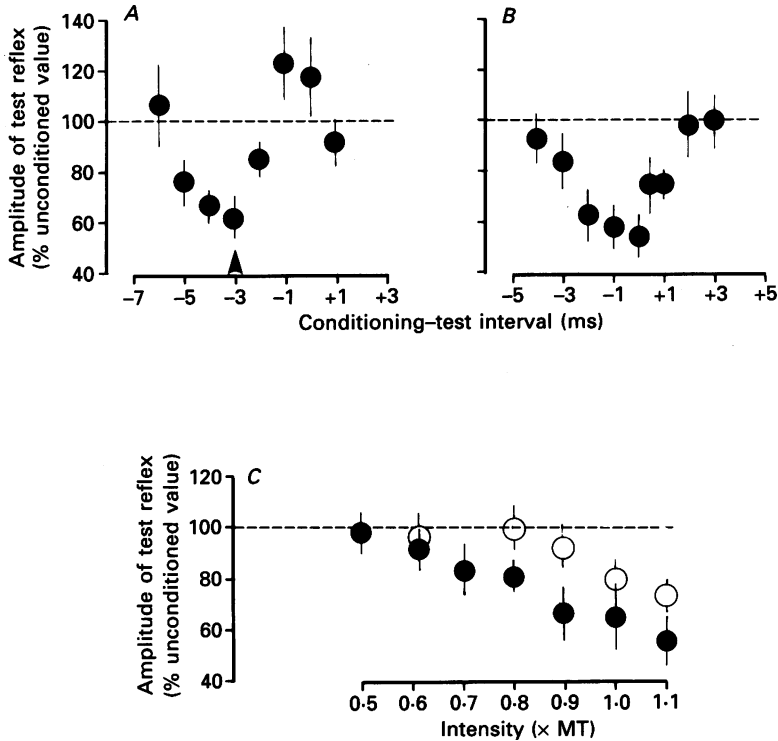 A
Amplitude of test reflex
(% unconditioned value)
140
120
100
80
60
40
−7 −5 −3 −1 +1 +3
B
−5 −3 −1 +1 +3 +5
Conditioning–test interval (ms)
C
Amplitude of test reflex
(% unconditioned value)
120
100
80
60
40
0·5 0·6 0·7 0·8 0·9 1·0 1·1
Intensity (× MT)